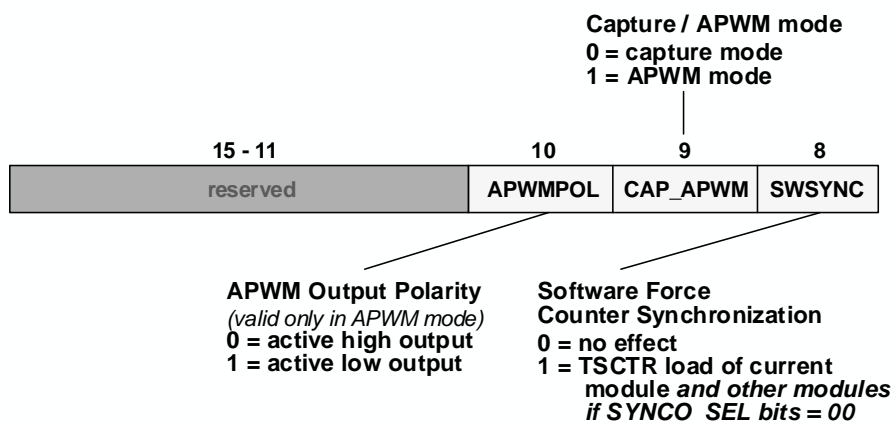 Capture / APWM mode
0 = capture mode
1 = APWM mode
15 - 11 10 9 8
reserved APWMPOL CAP_APWM SWSYNC
APWM Output Polarity
(valid only in APWM mode)
0 = active high output
1 = active low output
Software Force
Counter Synchronization
0 = no effect
1 = TSCTR load of current
module and other modules
if SYNCO SEL bits = 00